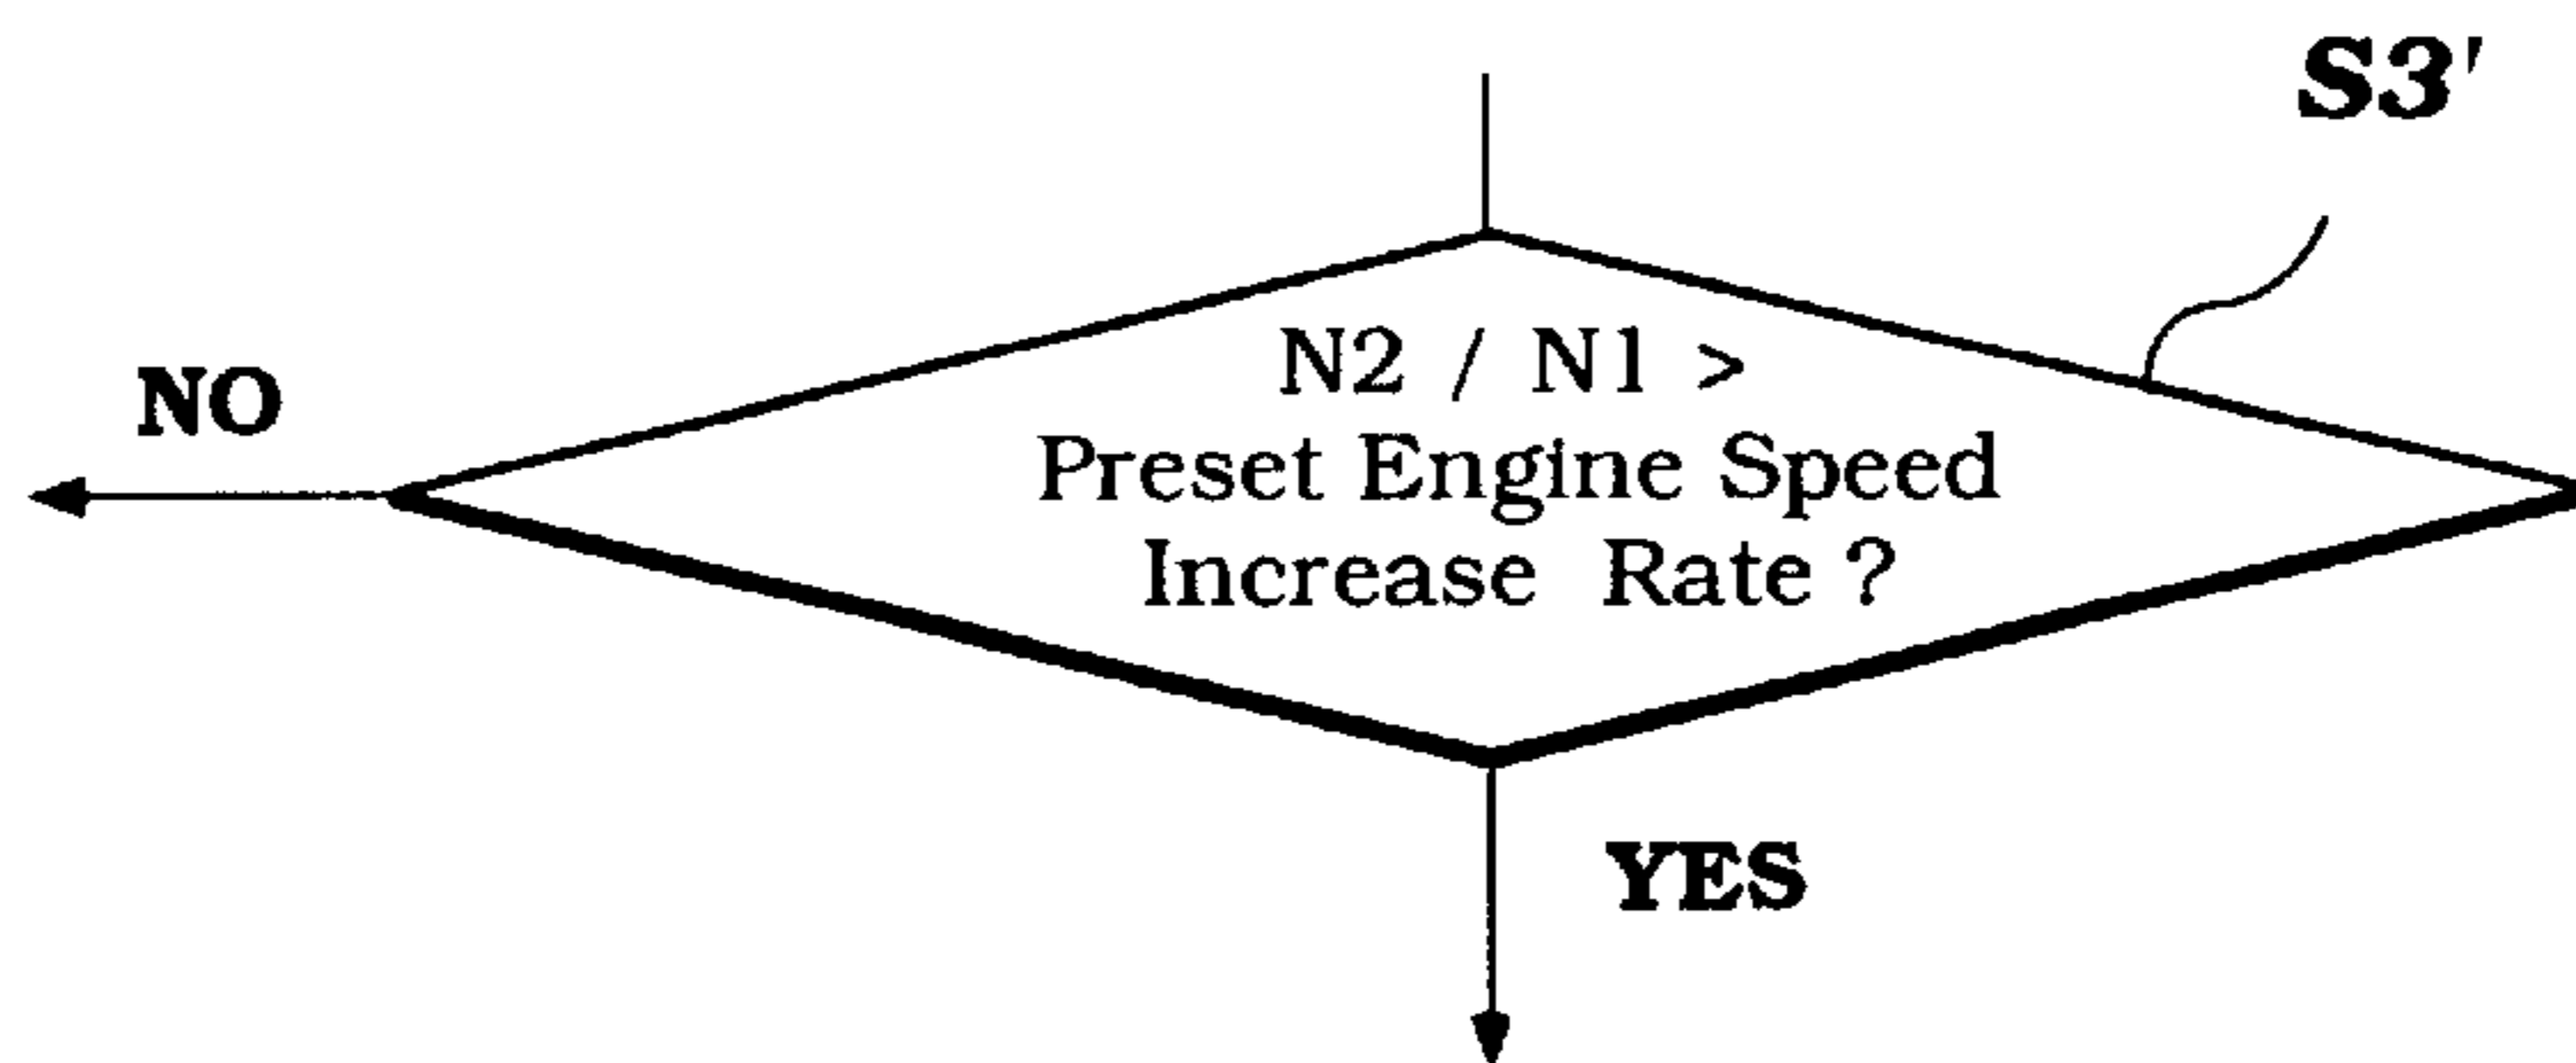 S3'
N2 / N1 >
Preset Engine Speed
Increase Rate ?
NO
YES